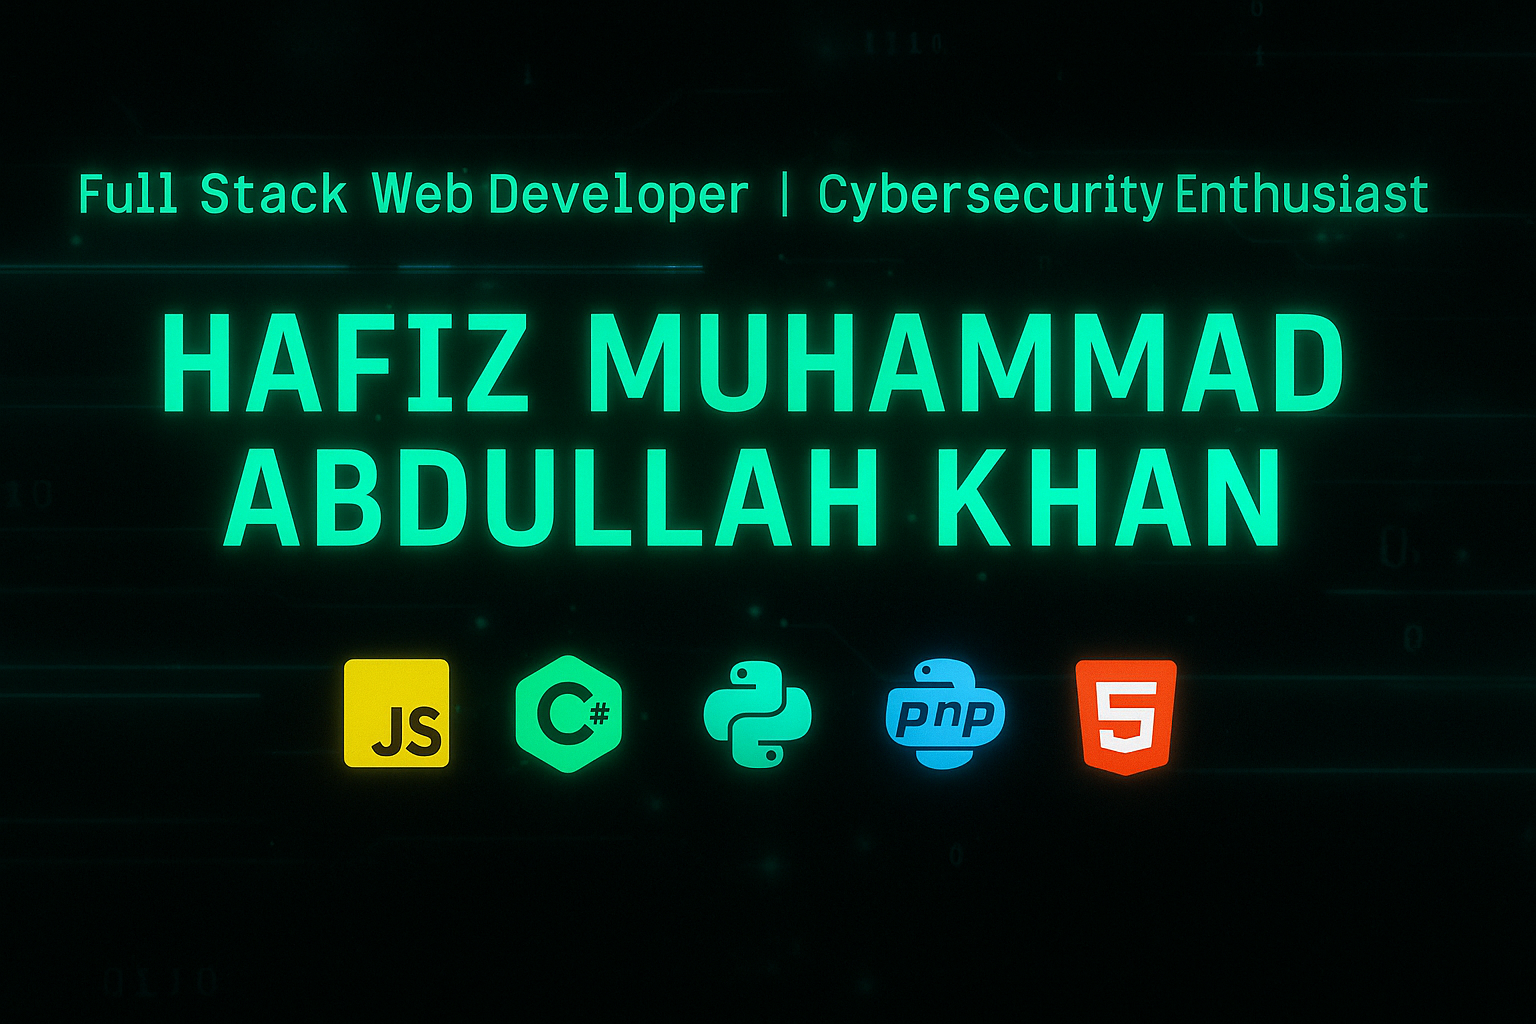 Full Stack Web Developer | Cybersecurity Enthusiast
HAFIZ MUHAMMAD
ABDULLAH KHAN
JS C# pnp 5